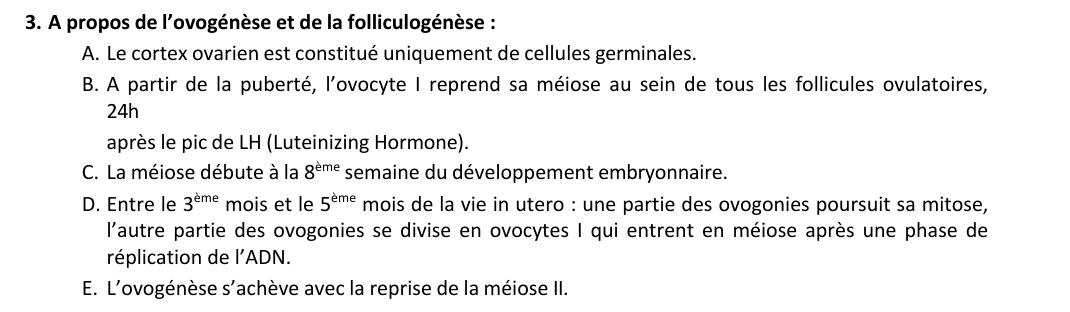 3. A propos de l’ovogénèse et de la folliculogénèse :
A. Le cortex ovarien est constitué uniquement de cellules germinales.
B. A partir de la puberté, l’ovocyte I reprend sa méiose au sein de tous les follicules ovulatoires,
24h
après le pic de LH (Luteinizing Hormone).
C. La méiose débute à la 8ème semaine du développement embryonnaire.
D. Entre le 3ème mois et le 5ème mois de la vie in utero : une partie des ovogonies poursuit sa mitose,
l’autre partie des ovogonies se divise en ovocytes I qui entrent en méiose après une phase de
réplication de l’ADN.
E. L’ovogénèse s’achève avec la reprise de la méiose II.